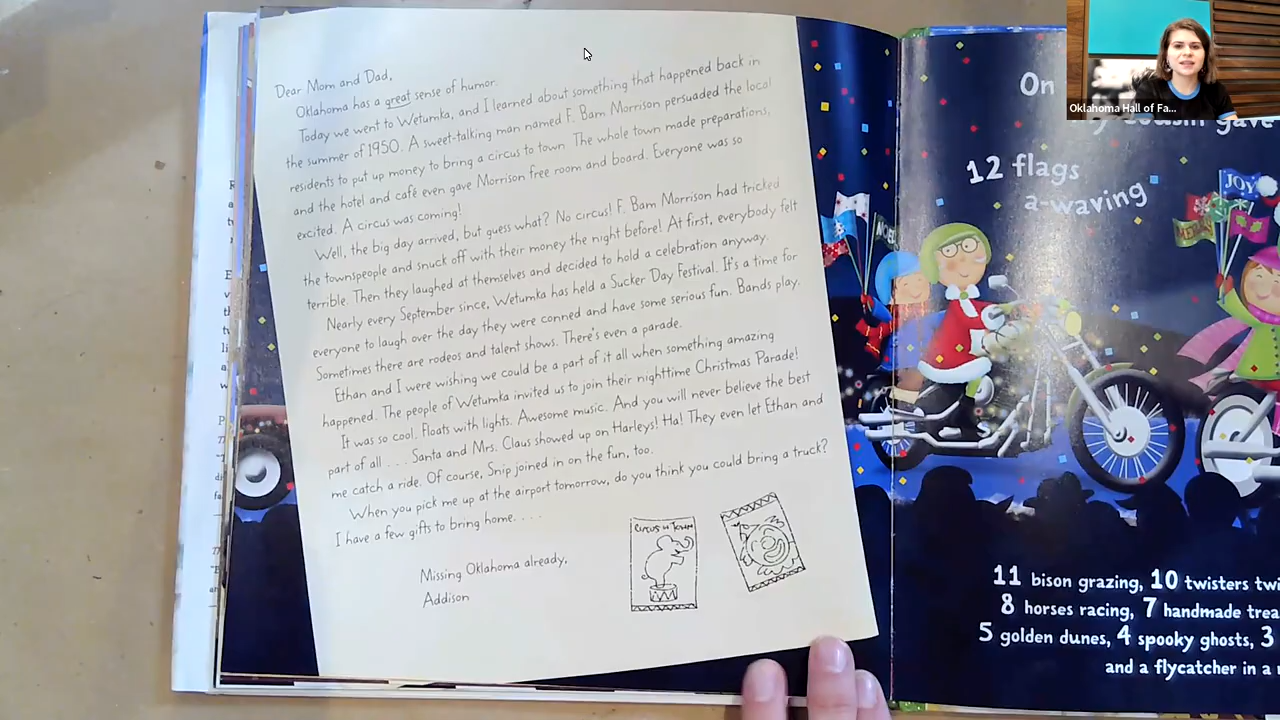 Dear Mom and Dad,
Oklahoma has a great sense of humor.
Today we went to Wetumka, and I learned about something that happened back in
the summer of 1950. A sweet-talking man named F. Bam Morrison persuaded the local
residents to put up money to bring a circus to town. The whole town made preparations,
and the hotel and café even gave Morrison free room and board. Everyone was so
excited. A circus was coming!
Well, the big day arrived, but guess what? No circus! F. Bam Morrison had tricked
the townspeople and snuck off with their money the night before! At first, everybody felt
terrible. Then they laughed at themselves and decided to hold a celebration anyway.
Nearly every September since, Wetumka has held a Sucker Day Festival. It's a time for
everyone to laugh over the day they were conned and have some serious fun. Bands play.
Sometimes there are rodeos and talent shows. There's even a parade.
Ethan and I were wishing we could be a part of it all when something amazing
happened. The people of Wetumka invited us to join their nighttime Christmas Parade!
It was so cool. Floats with lights. Awesome music. And you will never believe the best
part of all . . . Santa and Mrs. Claus showed up on Harleys! Ha! They even let Ethan and
me catch a ride. Of course, Snip joined in on the fun, too.
When you pick me up at the airport tomorrow, do you think you could bring a truck?
I have a few gifts to bring home. . . .
Missing Oklahoma already,
Addison
Circus in Town
On
my cousin gave
12 flags
a-waving
JOY
11 bison grazing, 10 twisters
8 horses racing, 7 handmade
5 golden dunes, 4 spooky ghosts, 3
and a flycatcher in a
Oklahoma Hall of Fa...